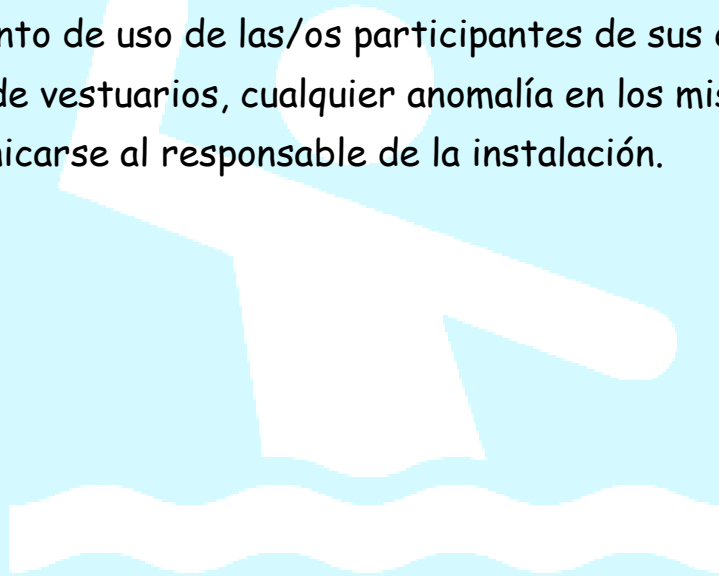 nto de uso de las/os participantes de sus
de vestuarios, cualquier anomalía en los mis
nicarse al responsable de la instalación.